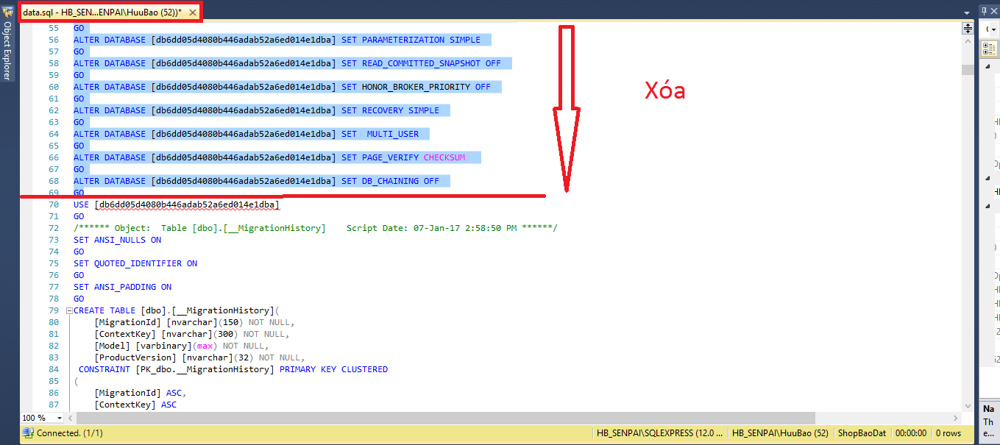 data.sql - HB_SEN...ENPAI\HuuBao (52))*
Object Explorer
55 GO
56 ALTER DATABASE [db6dd05d4080b446adab52a6ed014e1dba] SET PARAMETERIZATION SIMPLE
57 GO
58 ALTER DATABASE [db6dd05d4080b446adab52a6ed014e1dba] SET READ_COMMITTED_SNAPSHOT OFF
59 GO
60 ALTER DATABASE [db6dd05d4080b446adab52a6ed014e1dba] SET HONOR_BROKER_PRIORITY OFF
61 GO
62 ALTER DATABASE [db6dd05d4080b446adab52a6ed014e1dba] SET RECOVERY SIMPLE
63 GO
64 ALTER DATABASE [db6dd05d4080b446adab52a6ed014e1dba] SET  MULTI_USER
65 GO
66 ALTER DATABASE [db6dd05d4080b446adab52a6ed014e1dba] SET PAGE_VERIFY CHECKSUM
67 GO
68 ALTER DATABASE [db6dd05d4080b446adab52a6ed014e1dba] SET DB_CHAINING OFF
69 GO
Xóa
70 USE [db6dd05d4080b446adab52a6ed014e1dba]
71 GO
72 /****** Object:  Table [dbo].[__MigrationHistory]    Script Date: 07-Jan-17 2:58:50 PM ******/
73 SET ANSI_NULLS ON
74 GO
75 SET QUOTED_IDENTIFIER ON
76 GO
77 SET ANSI_PADDING ON
78 GO
79 CREATE TABLE [dbo].[__MigrationHistory](
80 [MigrationId] [nvarchar](150) NOT NULL,
81 [ContextKey] [nvarchar](300) NOT NULL,
82 [Model] [varbinary](max) NOT NULL,
83 [ProductVersion] [nvarchar](32) NOT NULL,
84 CONSTRAINT [PK_dbo.__MigrationHistory] PRIMARY KEY CLUSTERED
85 (
86 [MigrationId] ASC,
87 [ContextKey] ASC
100 %
Connected. (1/1)
HB_SENPAI\SQLEXPRESS (12.0 ...
HB_SENPAI\HuuBao (52)
ShopBaoDat
00:00:00
0 rows
Na
Th
e...